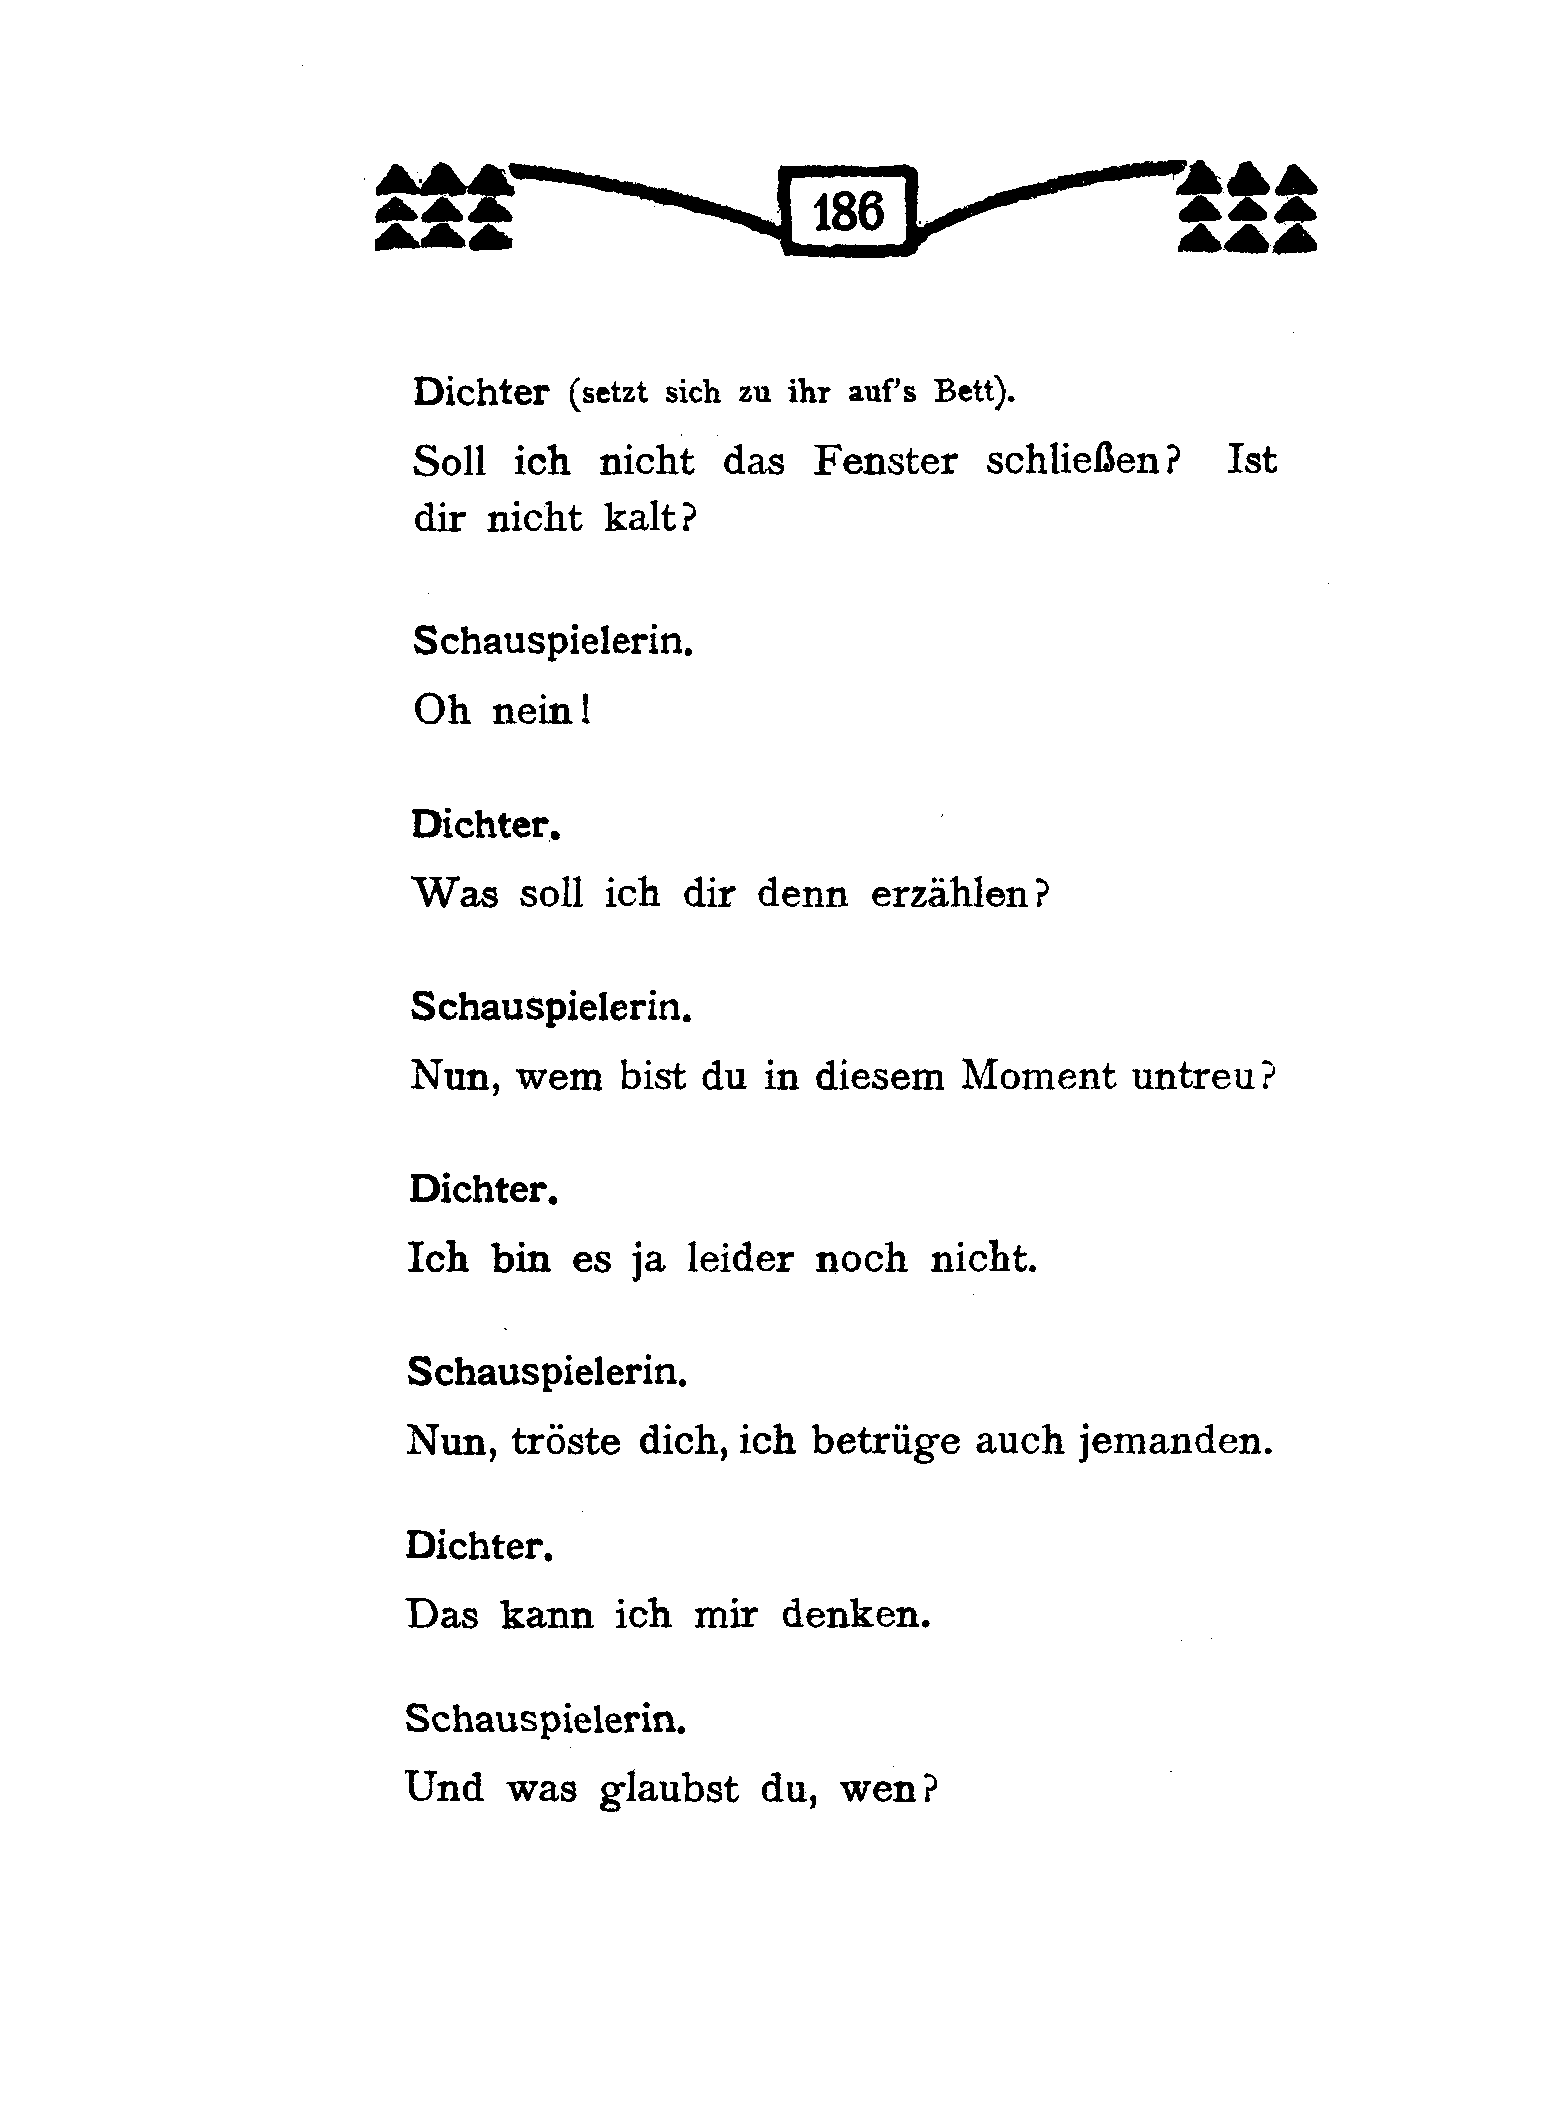 186
Dichter (setzt sich zu ihr auf's Bett).
Soll ich nicht das Fenster schließen? Ist
dir nicht kalt?
Schauspielerin.
Oh nein!
Dichter.
Was soll ich dir denn erzählen?
Schauspielerin.
Nun, wem bist du in diesem Moment untreu?
Dichter.
Ich bin es ja leider noch nicht.
Schauspielerin.
Nun, tröste dich, ich betrüge auch jemanden.
Dichter.
Das kann ich mir denken.
Schauspielerin.
Und was glaubst du, wen?